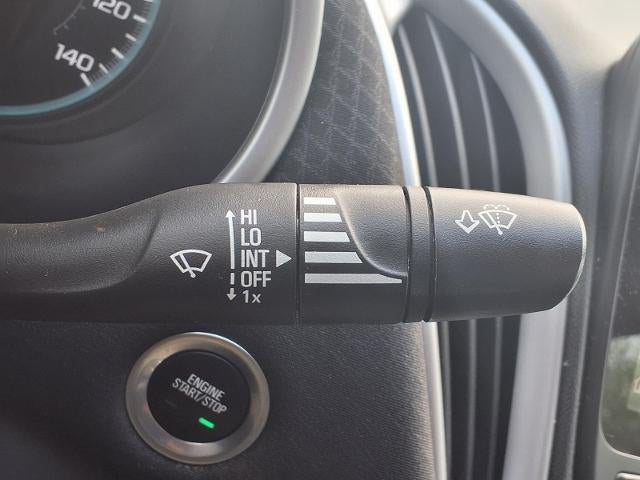 120
140
HI
LO
INT
OFF
1x
ENGINE
START/STOP